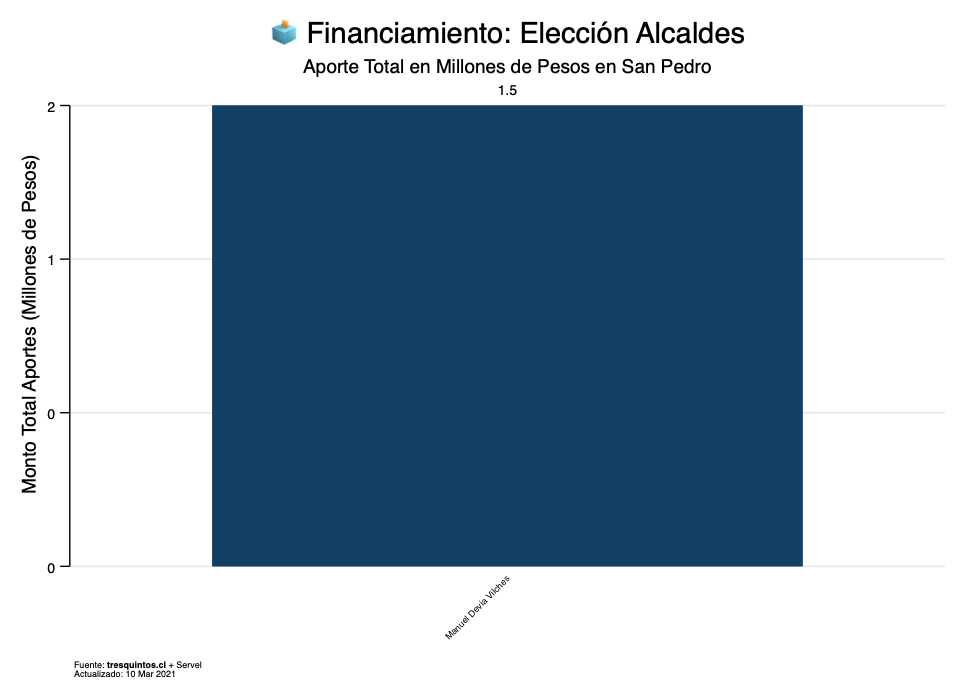 🗳️ Financiamiento: Elección Alcaldes
Aporte Total en Millones de Pesos en San Pedro
1.5
2
1
0
0
Monto Total Aportes (Millones de Pesos)
Manuel Devia Vilches
Fuente: tresquintos.cl + Servel
Actualizado: 10 Mar 2021